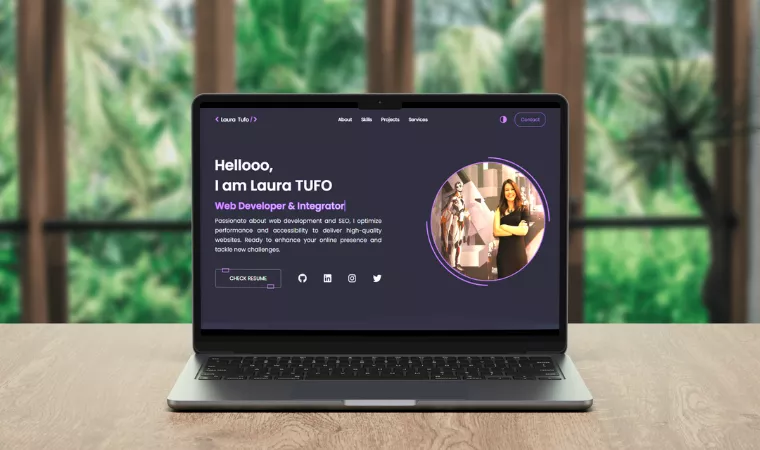 < Laura Tufo />
About Skills Projects Services
Contact
Hellooo,
I am Laura TUFO
Web Developer & Integrator|
Passionate about web development and SEO, I optimize
performance and accessibility to deliver high-quality
websites. Ready to enhance your online presence and
tackle new challenges.
CHECK RESUME